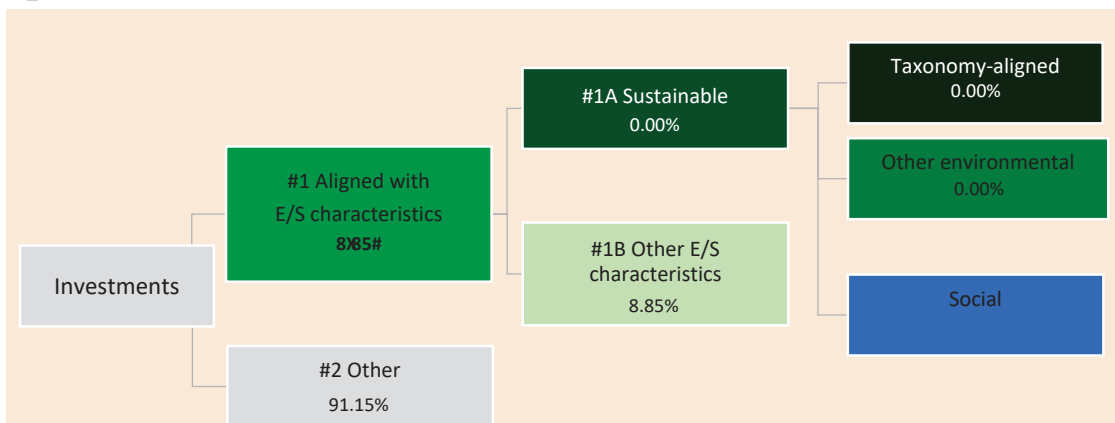 Investments
#1 Aligned with
E/S characteristics
#2 Other
91.15%
#1A Sustainable
0.00%
#1B Other E/S
characteristics
8.85%
Taxonomy-aligned
0.00%
Other environmental
0.00%
Social